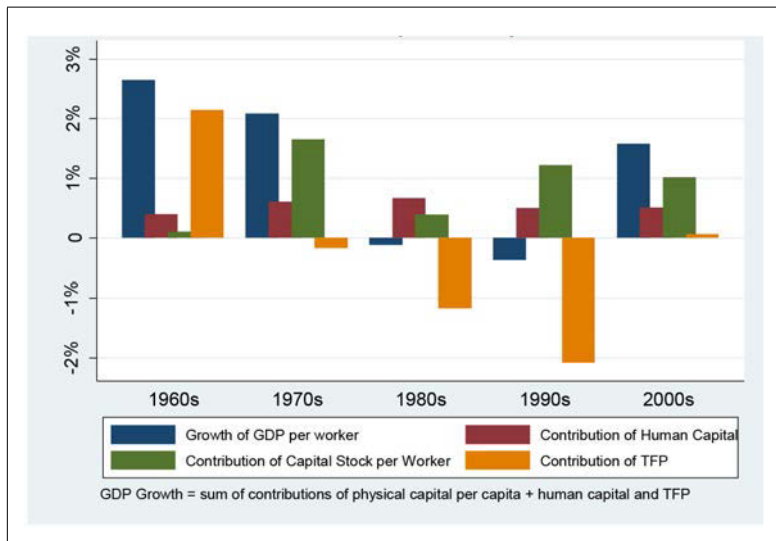 3%
2%
1%
0
-1%
-2%
1960s 1970s 1980s 1990s 2000s
Growth of GDP per worker
Contribution of Human Capital
Contribution of Capital Stock per Worker
Contribution of TFP
GDP Growth = sum of contributions of physical capital per capita + human capital and TFP